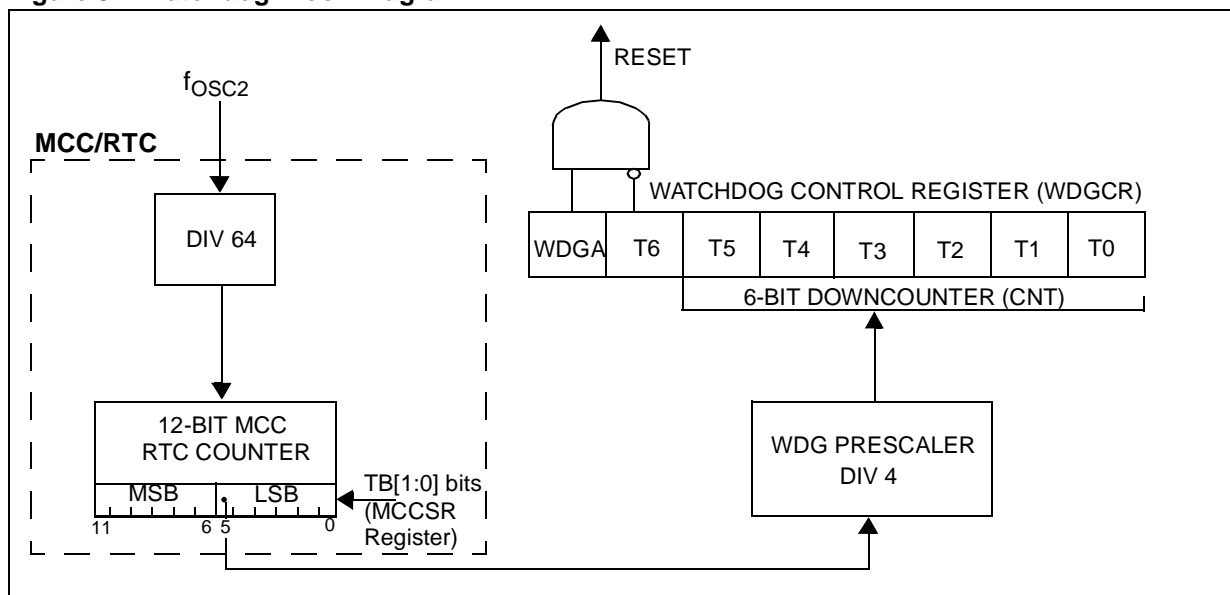 RESET
fOSC2
MCC/RTC
DIV 64
WATCHDOG CONTROL REGISTER (WDGCR)
WDGA T6 T5 T4 T3 T2 T1 T0
6-BIT DOWNCOUNTER (CNT)
12-BIT MCC
RTC COUNTER
MSB LSB
11 6 5 0
TB[1:0] bits
(MCCSR
Register)
WDG PRESCALER
DIV 4